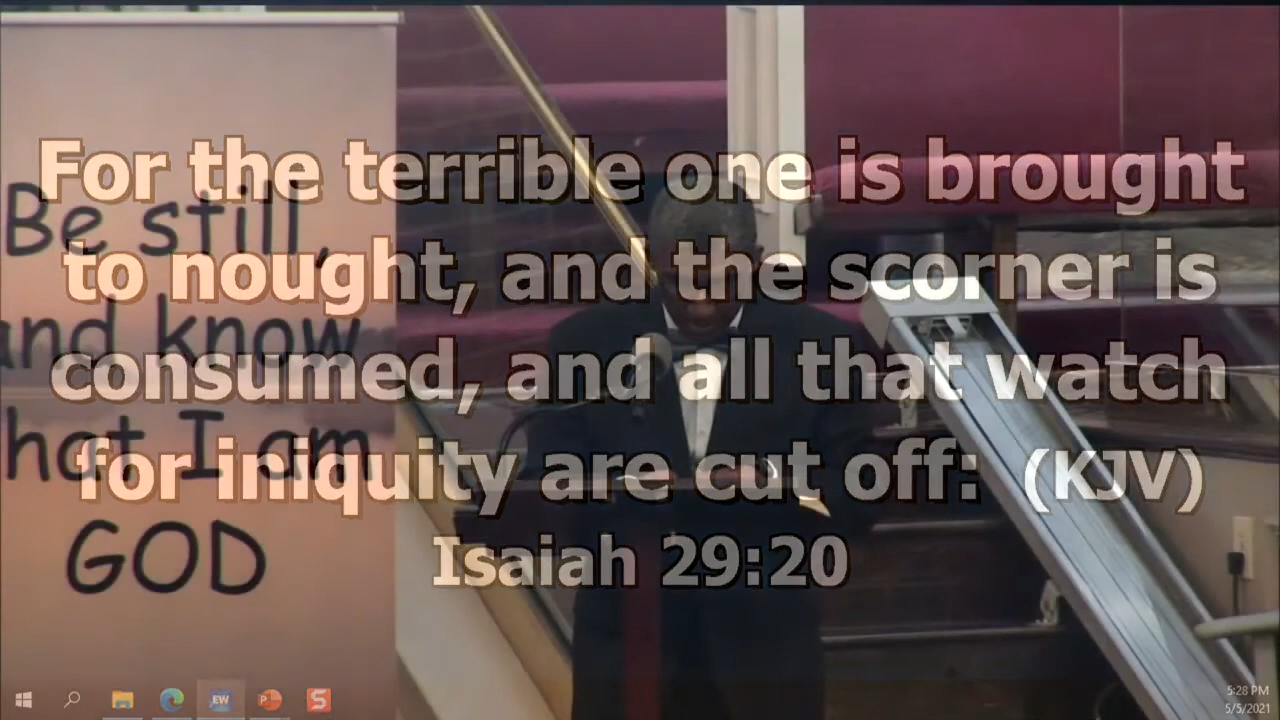 For the terrible one is brought
to nought, and the scorner is
consumed, and all that watch
for iniquity are cut off: (KJV)
Isaiah 29:20
Be still,
and know
hat I am
GOD
EW
P
S
5:28 PM
5/5/2021